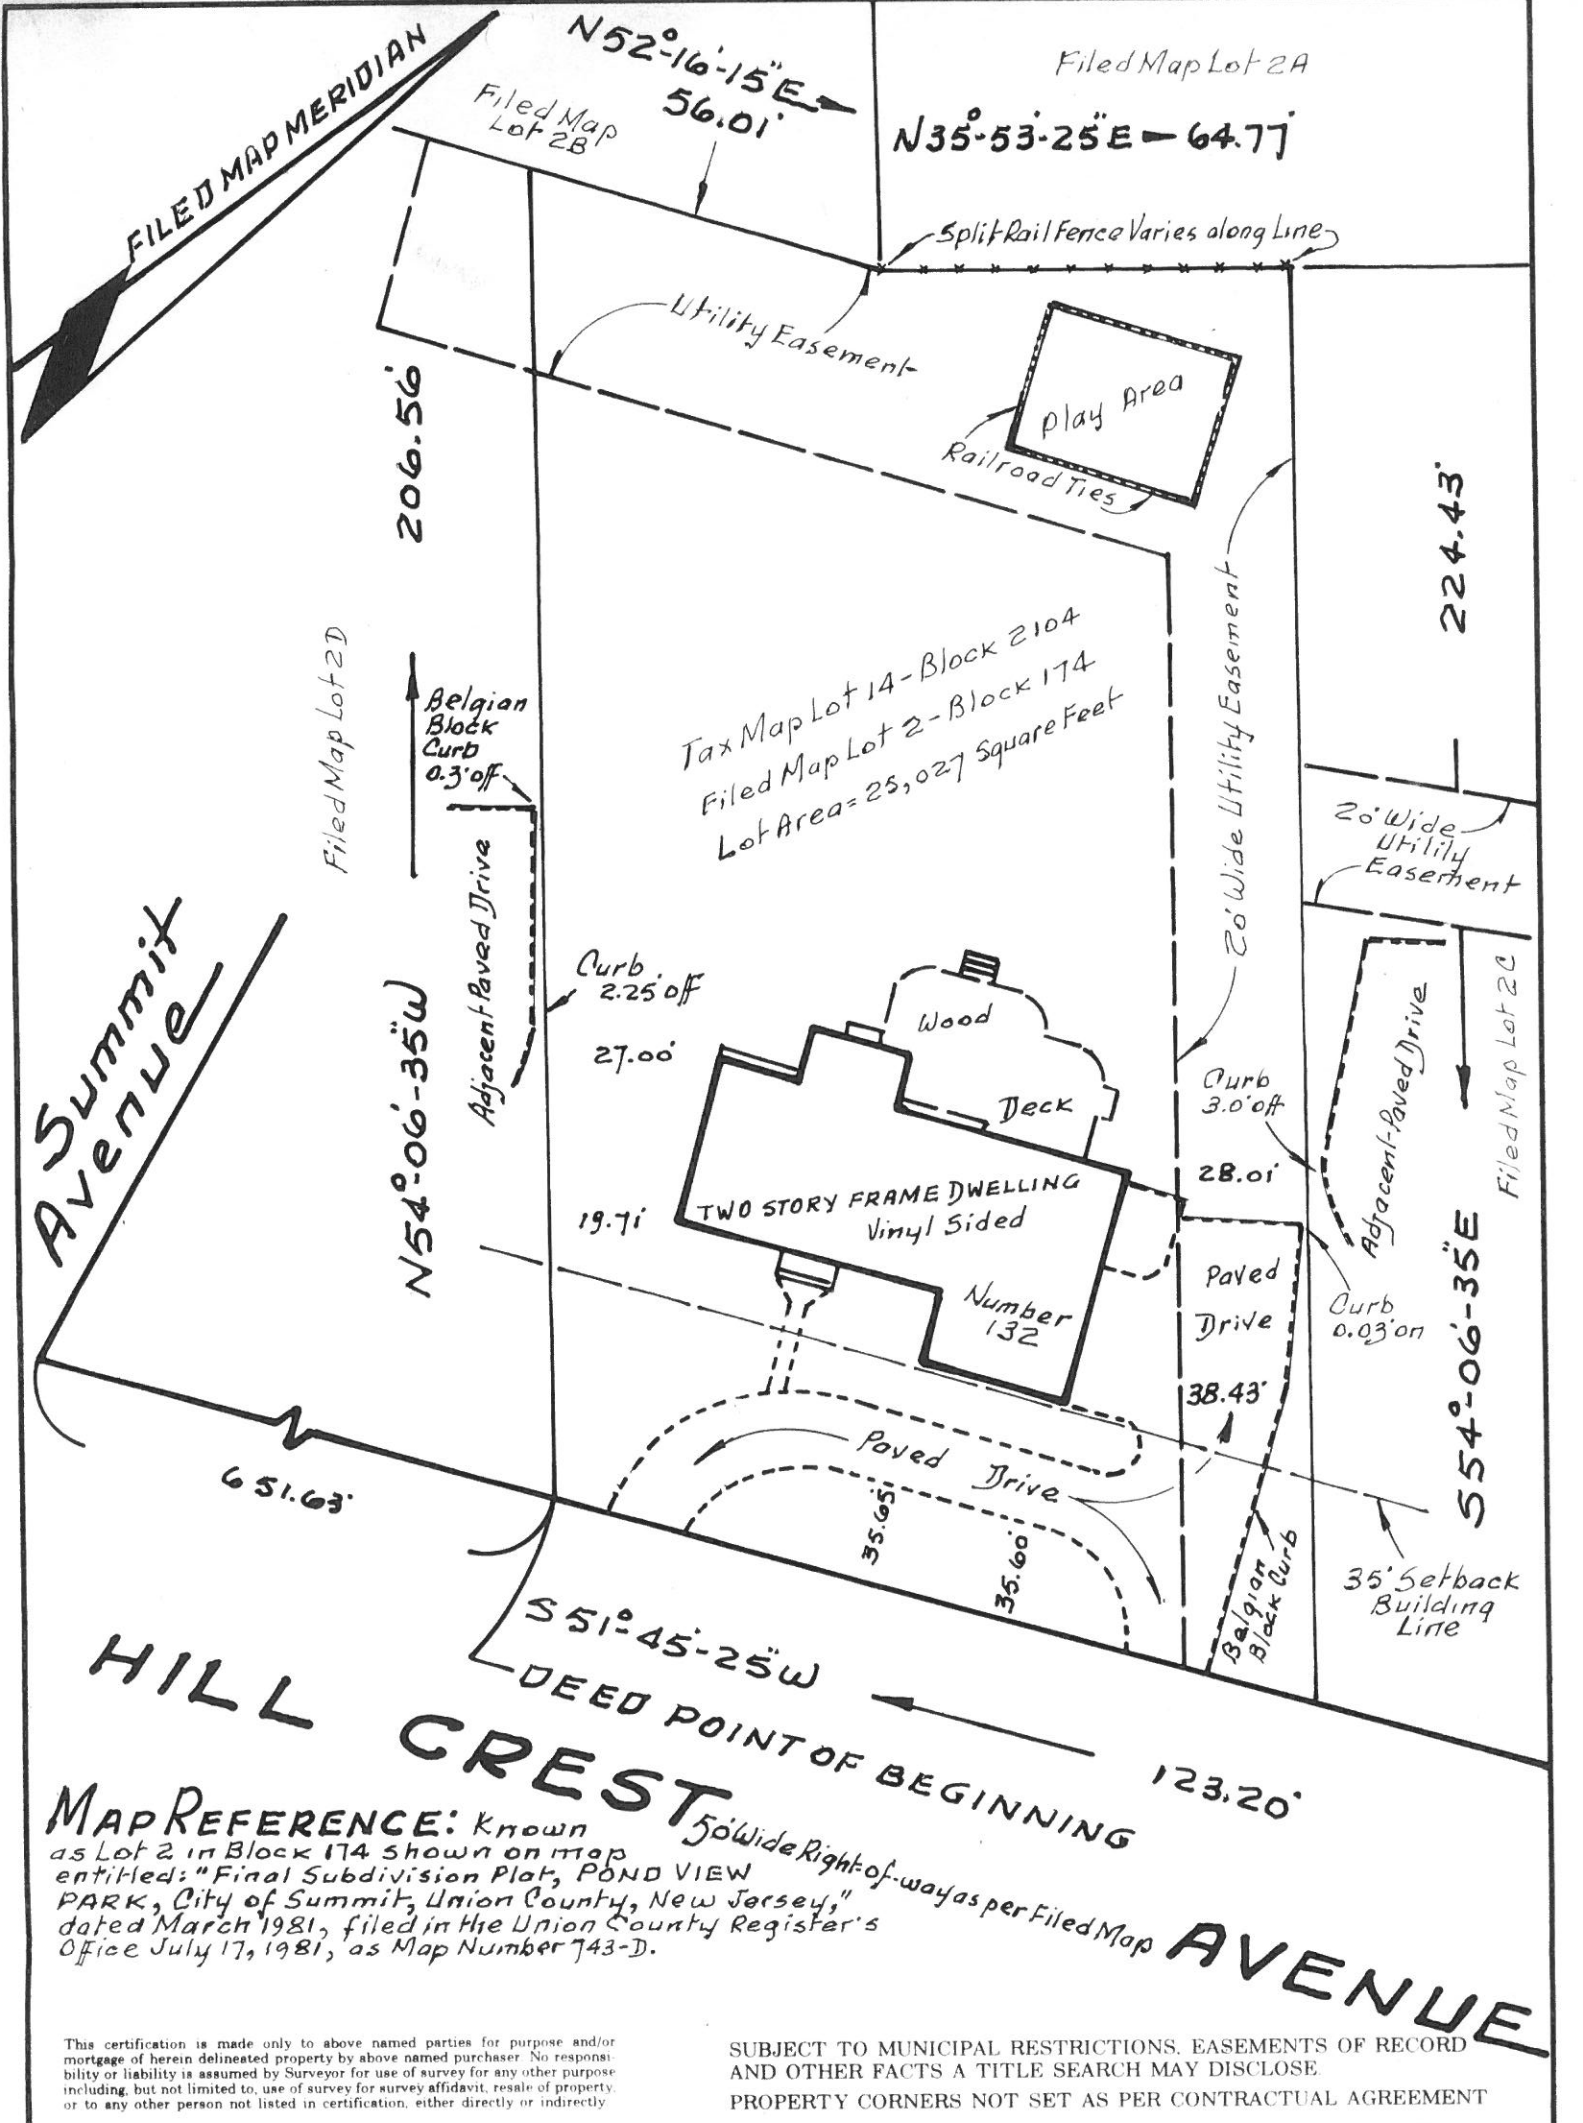 FILED MAP MERIDIAN
N52°-16'-15"E
56.01'
Filed Map
Lot 2B
Filed Map Lot 2A
N35°-53'-25"E 64.77'
Split Rail Fence Varies along Line
Utility Easement
Play Area
Railroad Ties
206.56'
N54°-06'-35"W
224.43'
S54°-06'-35"E
Filed Map Lot 2D
Belgian
Block
Curb
0.3'off
Adjacent Paved Drive
Tax Map Lot 14-Block 2104
Filed Map Lot 2-Block 174
Lot Area=25,027 Square Feet
20' Wide Utility Easement
20' Wide
Utility
Easement
Filed Map Lot 2C
Adjacent Paved Drive
Summit
Avenue
Curb
2.25'off
27.00'
Wood
Deck
Curb
3.0'off
28.01'
19.71'
TWO STORY FRAME DWELLING
Vinyl Sided
Number
132
Paved
Drive
Curb
0.03'on
38.43'
Paved Drive
35.65'
35.60'
Belgian
Block Curb
35' Setback
Building
Line
651.63'
S51°-45'-25"W
123.20'
DEED POINT OF BEGINNING
HILL CREST AVENUE
50' Wide Right-of-way as per Filed Map
MAP REFERENCE: Known
as Lot 2 in Block 174 shown on map
entitled: "Final Subdivision Plat, POND VIEW
PARK, City of Summit, Union County, New Jersey,"
dated March 1981, filed in the Union County Register's
Office July 17, 1981, as Map Number 743-D.
This certification is made only to above named parties for purpose and/or
mortgage of herein delineated property by above named purchaser. No responsi-
bility or liability is assumed by Surveyor for use of survey for any other purpose
including, but not limited to, use of survey for survey affidavit, resale of property,
or to any other person not listed in certification, either directly or indirectly
SUBJECT TO MUNICIPAL RESTRICTIONS, EASEMENTS OF RECORD
AND OTHER FACTS A TITLE SEARCH MAY DISCLOSE.
PROPERTY CORNERS NOT SET AS PER CONTRACTUAL AGREEMENT